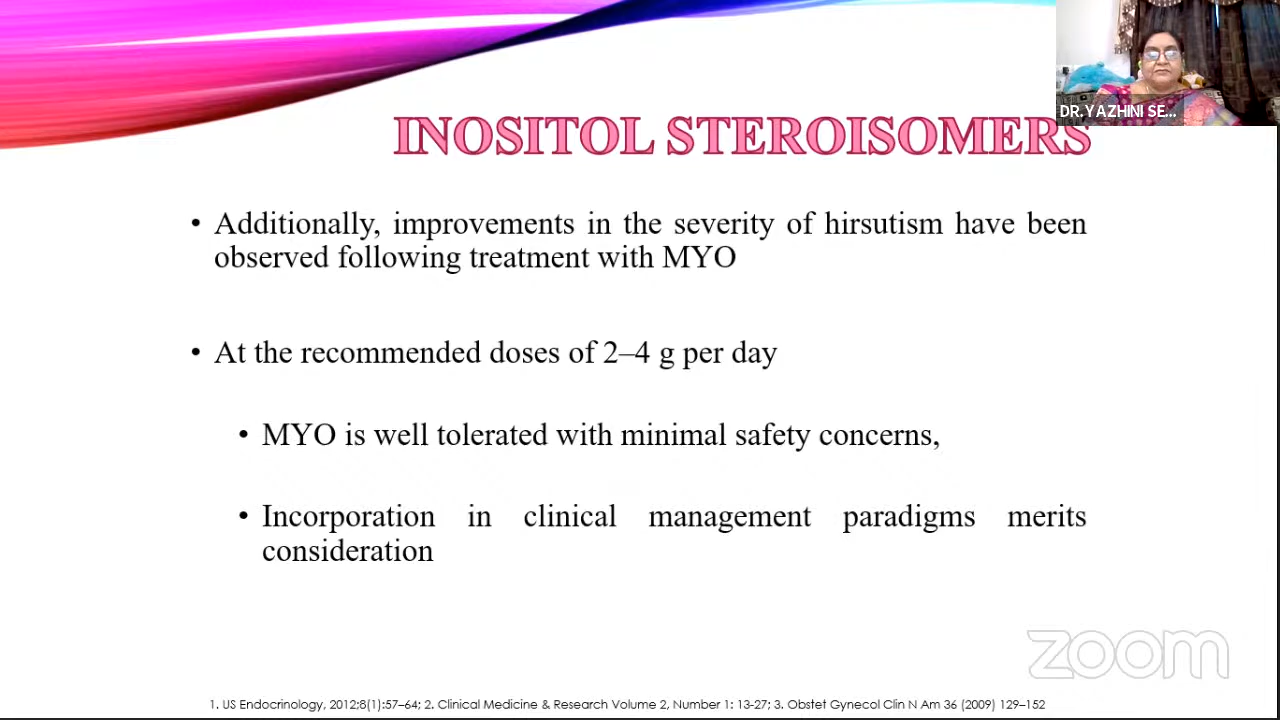 DR.YAZHINI SE...
INOSITOL STEROISOMERS
• Additionally, improvements in the severity of hirsutism have been
observed following treatment with MYO
• At the recommended doses of 2–4 g per day
• MYO is well tolerated with minimal safety concerns,
• Incorporation in clinical management paradigms merits
consideration
zoom
1. US Endocrinology, 2012;8(1):57–64; 2. Clinical Medicine & Research Volume 2, Number 1: 13-27; 3. Obstet Gynecol Clin N Am 36 (2009) 129–152